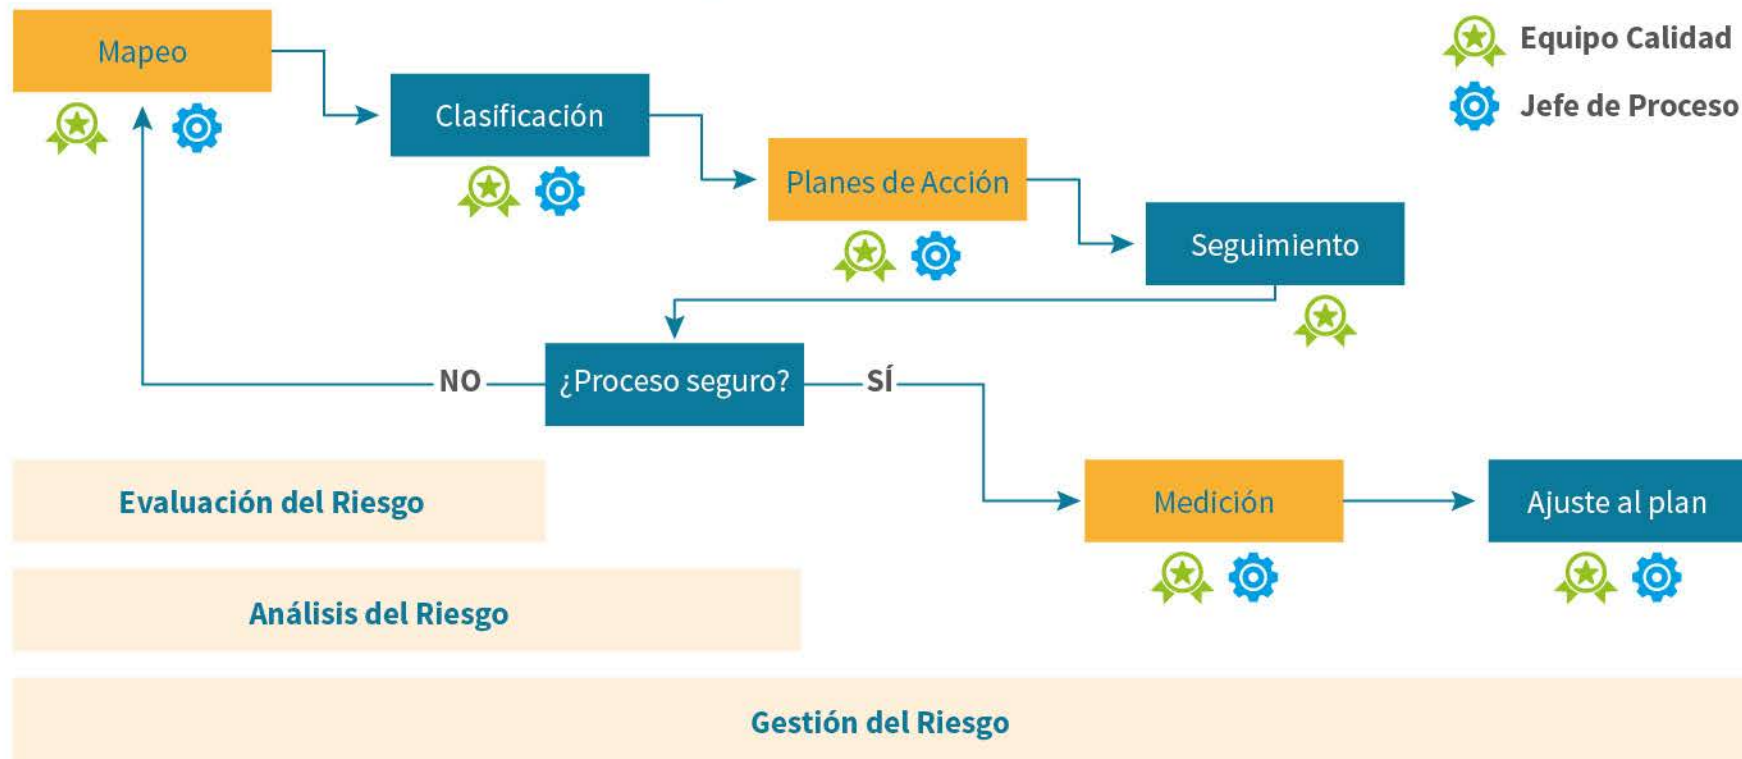 Mapeo
Equipo Calidad
Jefe de Proceso
Clasificación
Planes de Acción
Seguimiento
NO
¿Proceso seguro?
SÍ
Evaluación del Riesgo
Medición
Ajuste al plan
Análisis del Riesgo
Gestión del Riesgo